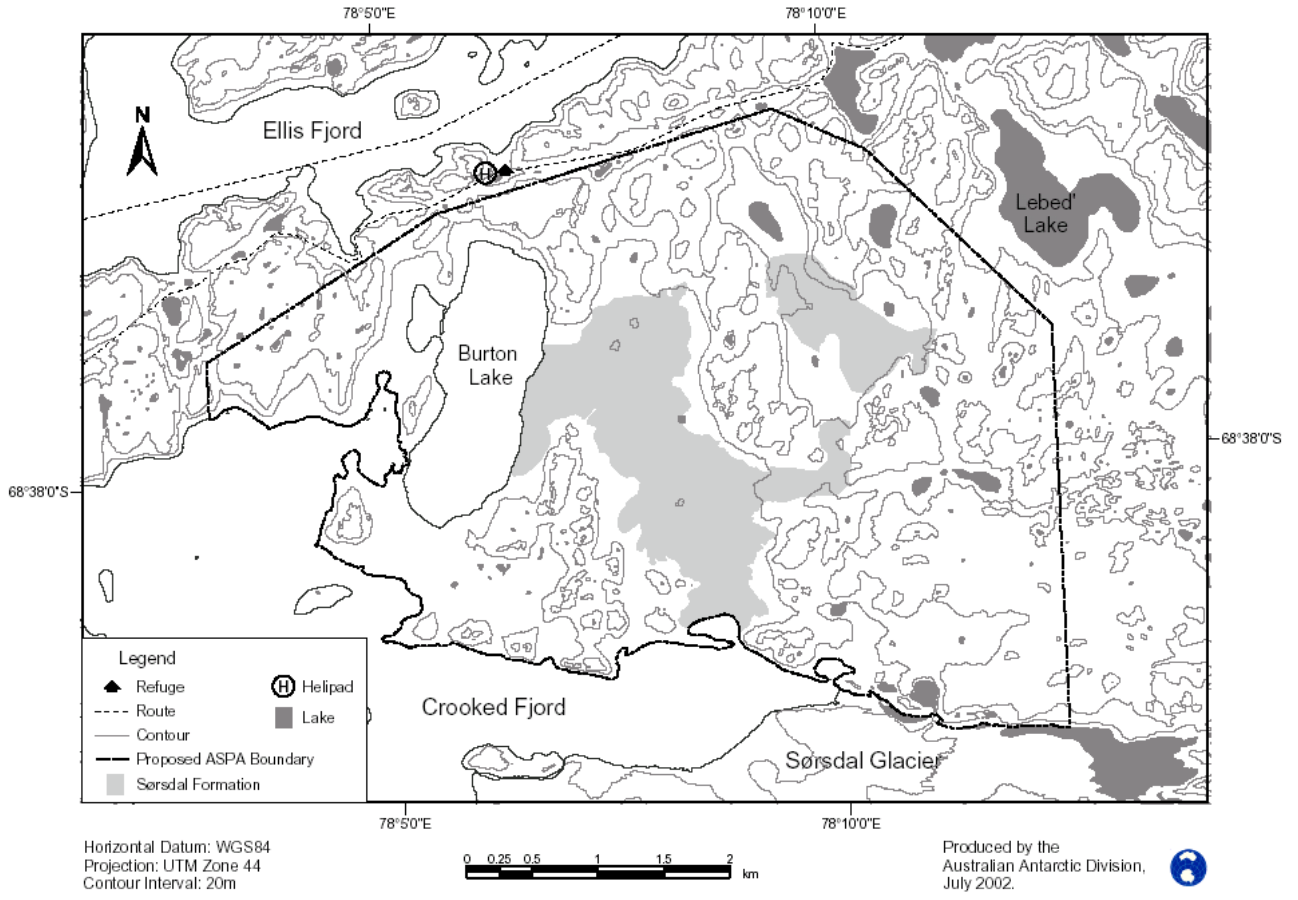 78°5'0"E
78°10'0"E
N
Ellis Fjord
H
Lebed'
Lake
Burton
Lake
68°38'0"S
68°38'0"S
Legend
Refuge
H Helipad
Route
Lake
Contour
Proposed ASPA Boundary
Sørsdal Formation
Crooked Fjord
Sørsdal Glacier
78°5'0"E
78°10'0"E
Horizontal Datum: WGS84
Projection: UTM Zone 44
Contour Interval: 20m
0 0.25 0.5 1 1.5 2
km
Produced by the
Australian Antarctic Division,
July 2002.